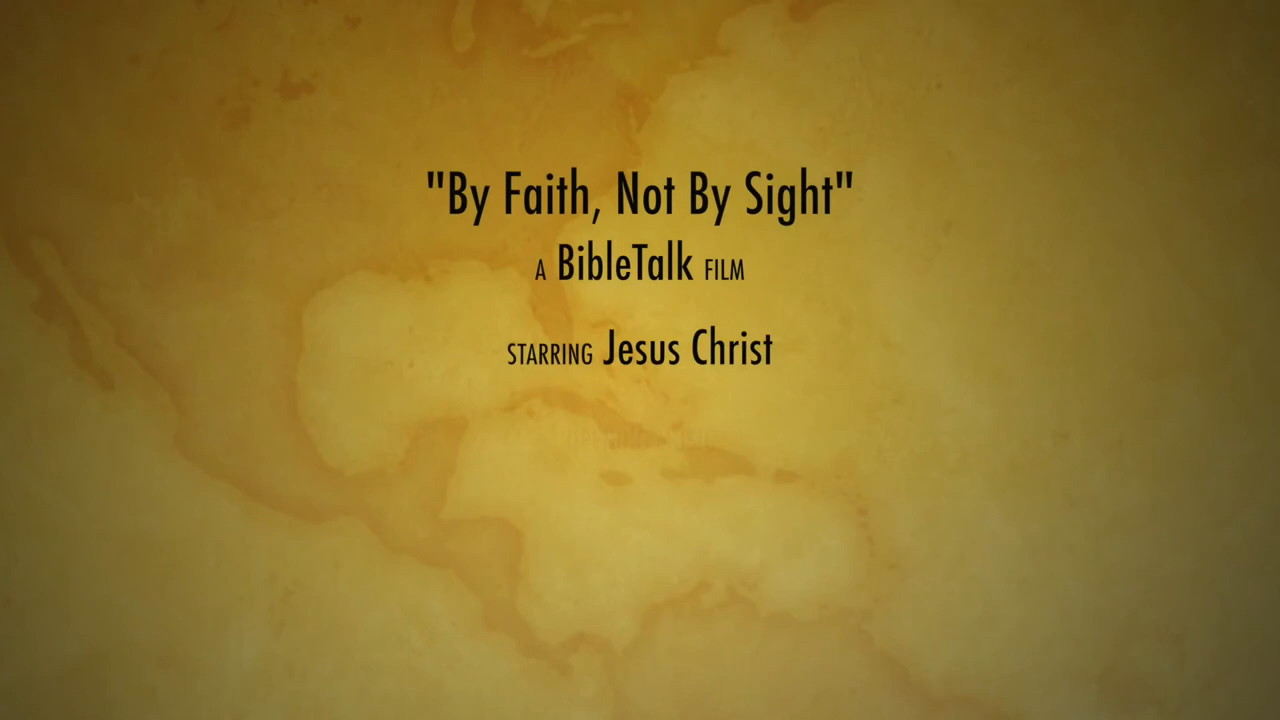 "By Faith, Not By Sight"
A BibleTalk FILM
STARRING Jesus Christ